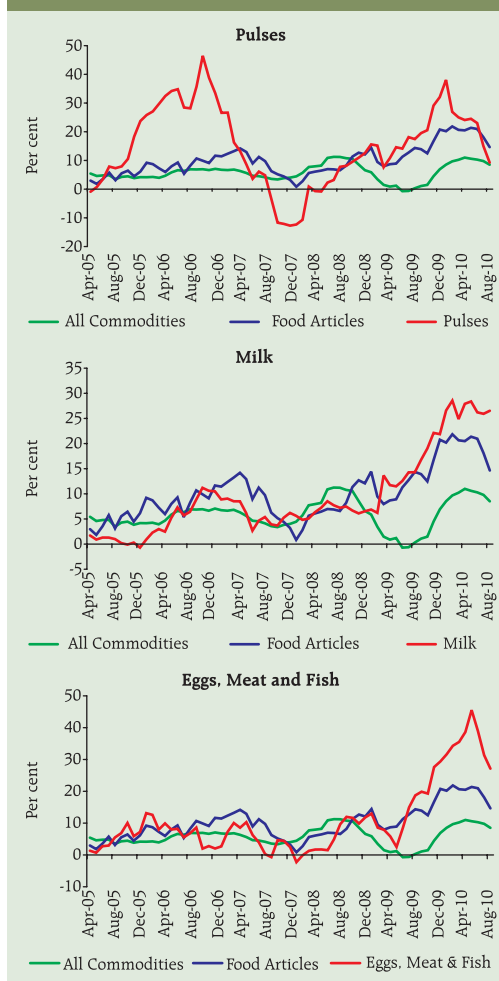 Pulses
50
40
30
20
10
0
-10
-20
Per cent
Apr-05 Aug-05 Dec-05 Apr-06 Aug-06 Dec-06 Apr-07 Aug-07 Dec-07 Apr-08 Aug-08 Dec-08 Apr-09 Aug-09 Dec-09 Apr-10 Aug-10
All Commodities Food Articles Pulses
Milk
35
30
25
20
15
10
5
0
-5
Per cent
Apr-05 Aug-05 Dec-05 Apr-06 Aug-06 Dec-06 Apr-07 Aug-07 Dec-07 Apr-08 Aug-08 Dec-08 Apr-09 Aug-09 Dec-09 Apr-10 Aug-10
All Commodities Food Articles Milk
Eggs, Meat and Fish
50
40
30
20
10
0
-10
Per cent
Apr-05 Aug-05 Dec-05 Apr-06 Aug-06 Dec-06 Apr-07 Aug-07 Dec-07 Apr-08 Aug-08 Dec-08 Apr-09 Aug-09 Dec-09 Apr-10 Aug-10
All Commodities Food Articles Eggs, Meat & Fish